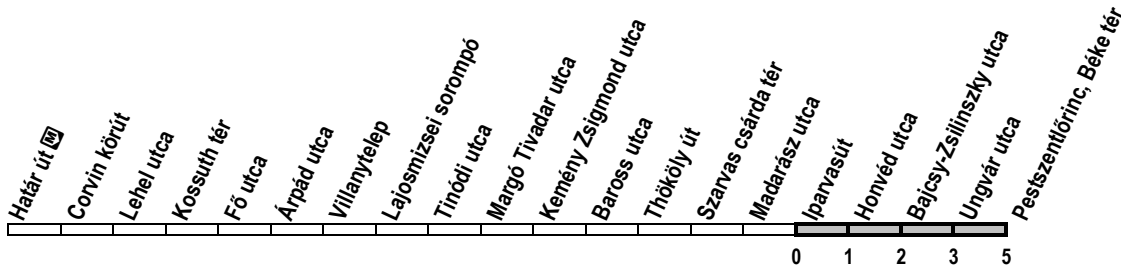 Határ út M
Corvin körút
Lehel utca
Kossuth tér
Fő utca
Árpád utca
Villanytelep
Lajosmizsei sorompó
Tinódi utca
Margó Tivadar utca
Kemény Zsigmond utca
Baross utca
Thököly út
Szarvas csárda tér
Madarász utca
Iparvasút
Honvéd utca
Bajcsy-Zsilinszky utca
Ungvár utca
Pestszentlőrinc, Béke tér
0 1 2 3 5